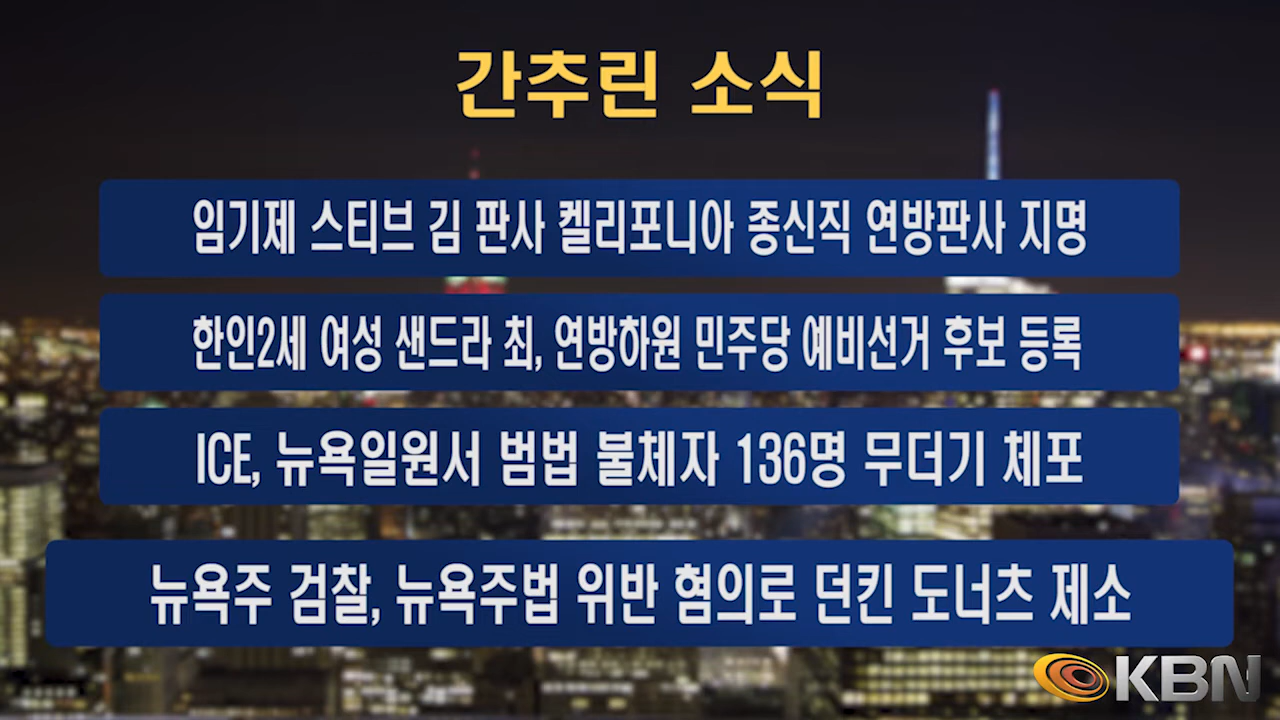 간추린 소식
임기제 스티브 김 판사 켈리포니아 종신직 연방판사 지명
한인2세 여성 샌드라 최, 연방하원 민주당 예비선거 후보 등록
ICE, 뉴욕일원서 범법 불체자 136명 무더기 체포
뉴욕주 검찰, 뉴욕주법 위반 혐의로 던킨 도너츠 제소
KBN